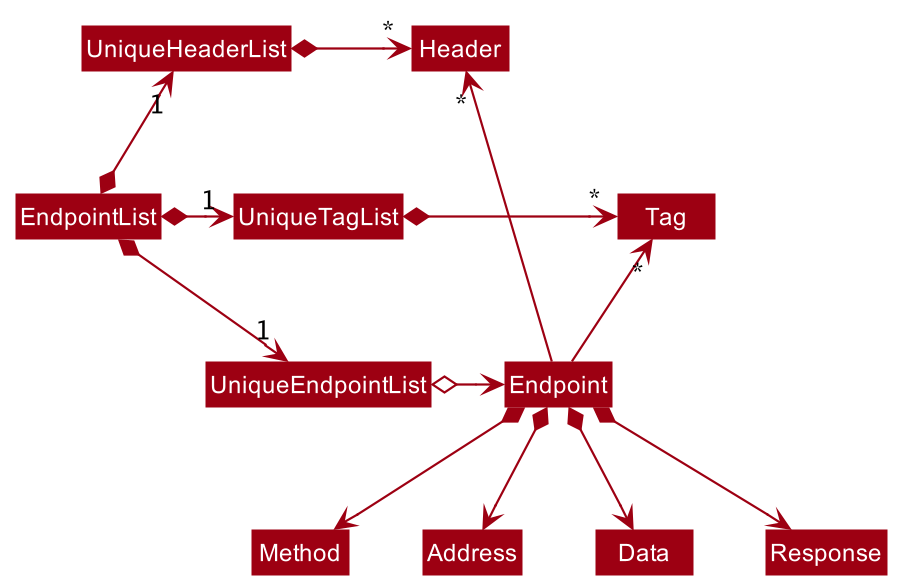 UniqueHeaderList
*
Header
1
*
EndpointList
1
UniqueTagList
*
Tag
*
1
UniqueEndpointList
Endpoint
Method
Address
Data
Response